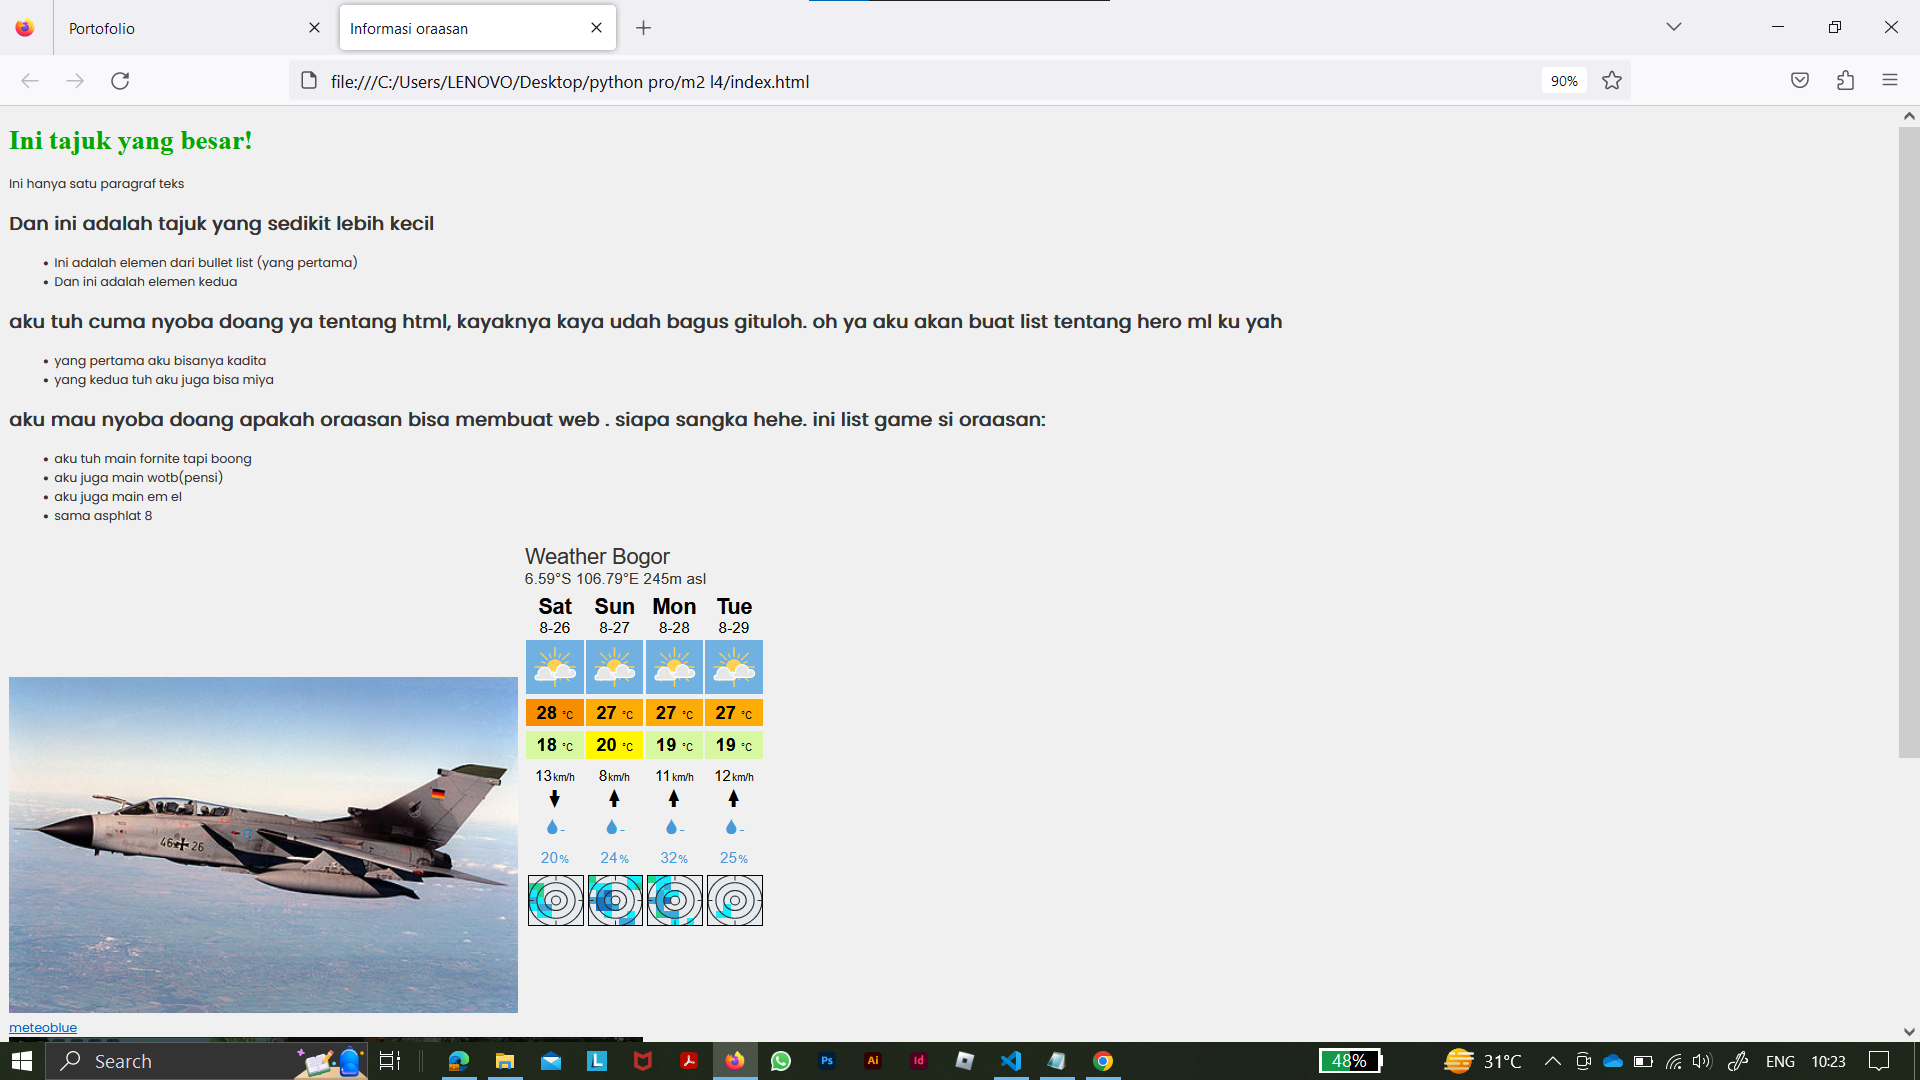 Portofolio
Informasi oraasan
file:///C:/Users/LENOVO/Desktop/python pro/m2 l4/index.html
90%
Ini tajuk yang besar!
Ini hanya satu paragraf teks
Dan ini adalah tajuk yang sedikit lebih kecil
• Ini adalah elemen dari bullet list (yang pertama)
• Dan ini adalah elemen kedua
aku tuh cuma nyoba doang ya tentang html, kayaknya kaya udah bagus gituloh. oh ya aku akan buat list tentang hero ml ku yah
• yang pertama aku bisanya kadita
• yang kedua tuh aku juga bisa miya
aku mau nyoba doang apakah oraasan bisa membuat web . siapa sangka hehe. ini list game si oraasan:
• aku tuh main fornite tapi boong
• aku juga main wotb(pensi)
• aku juga main em el
• sama asphlat 8
Weather Bogor
6.59°S 106.79°E 245m asl
Sat Sun Mon Tue
8-26 8-27 8-28 8-29
28 °C 27 °C 27 °C 27 °C
18 °C 20 °C 19 °C 19 °C
13 km/h 8 km/h 11 km/h 12 km/h
- - - -
20% 24% 32% 25%
46 26
meteoblue
Search
L
Ps
Ai
Id
48%
31°C
ENG
10:23